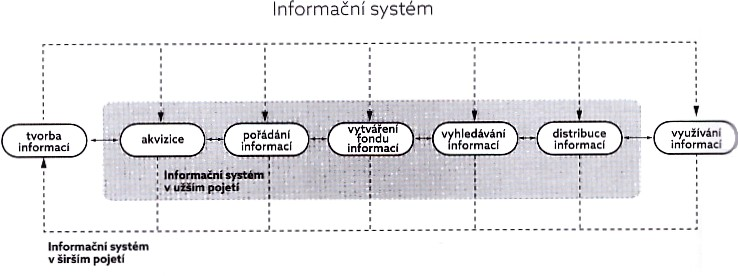 Informační systém
tvorba
informací
akvizice
pořádání
informací
vytváření
fondu
informací
vyhledávání
informací
distribuce
informací
využívání
informací
Informační systém
v užším pojetí
Informační systém
v širším pojetí